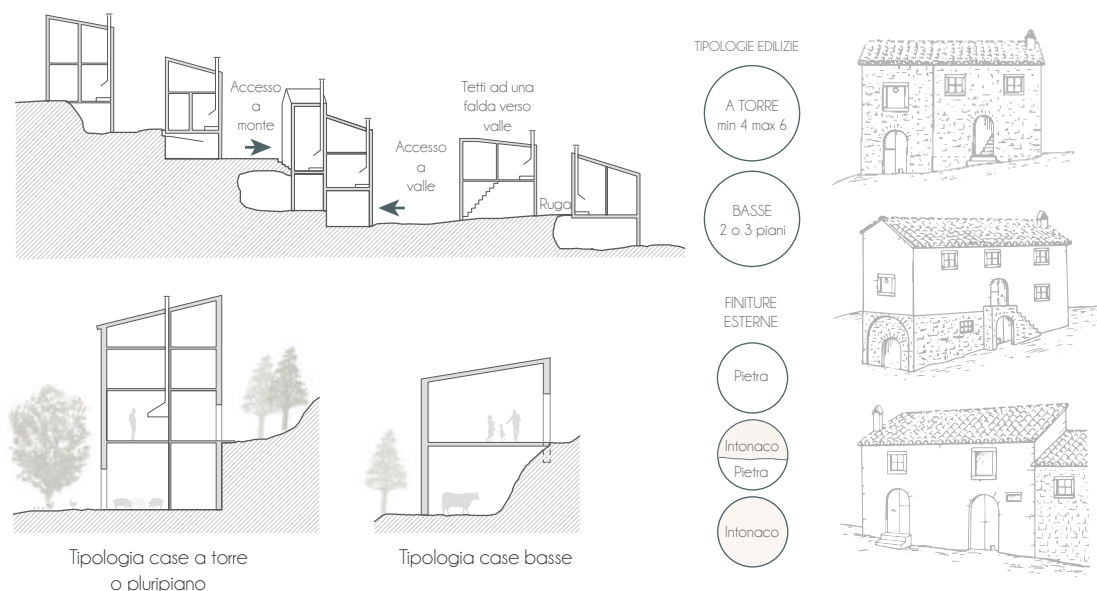 Accesso
a
monte
Accesso
a
valle
Tetti ad una
falda verso
valle
Ruga
Tipologia case a torre
o pluripiano
Tipologia case basse
TIPOLOGIE EDILIZIE
A TORRE
min 4 max 6
BASSE
2 o 3 piani
FINITURE
ESTERNE
Pietra
Intonaco
Pietra
Intonaco